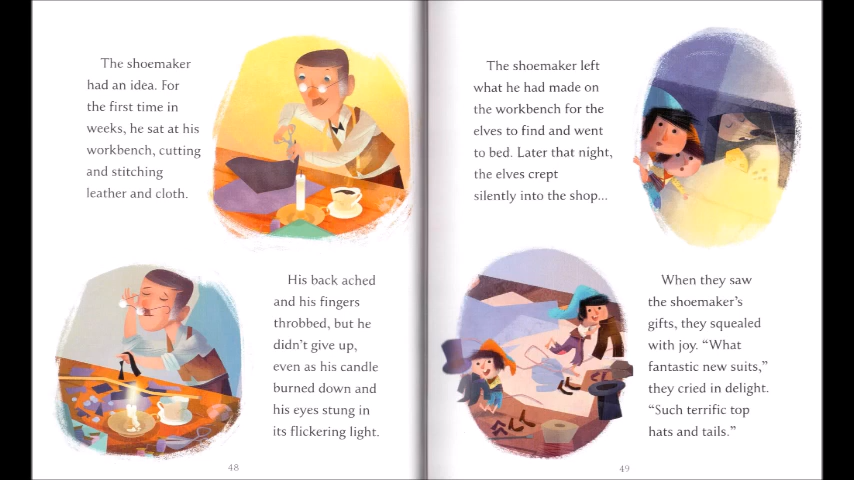 The shoemaker
had an idea. For
the first time in
weeks, he sat at his
workbench, cutting
and stitching
leather and cloth.
His back ached
and his fingers
throbbed, but he
didn't give up,
even as his candle
burned down and
his eyes stung in
its flickering light.
48
The shoemaker left
what he had made on
the workbench for the
elves to find and went
to bed. Later that night,
the elves crept
silently into the shop...
When they saw
the shoemaker's
gifts, they squealed
with joy. “What
fantastic new suits,”
they cried in delight.
“Such terrific top
hats and tails.”
49